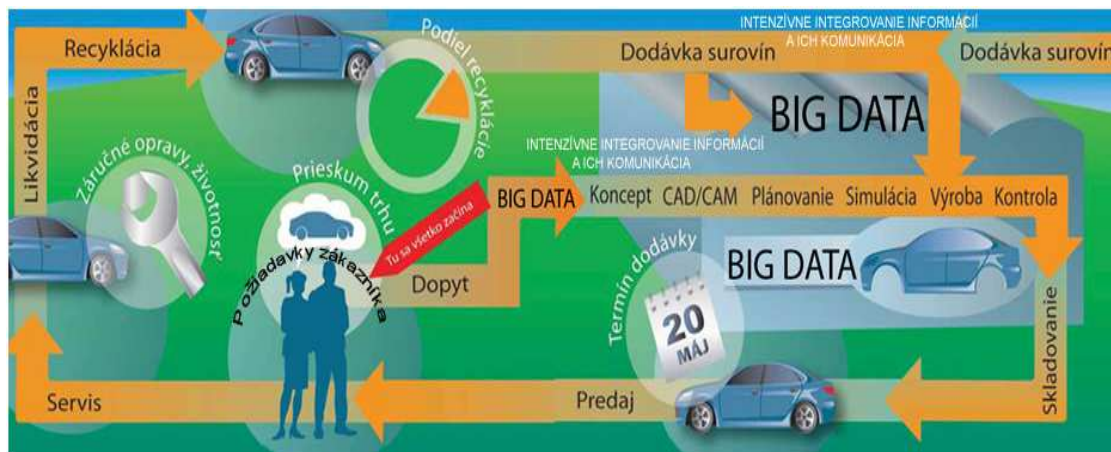 INTENZÍVNE INTEGROVANIE INFORMÁCIÍ
A ICH KOMUNIKÁCIA
Recyklácia
Dodávka surovín
Dodávka surovín
Podiel recyklácie
BIG DATA
INTENZÍVNE INTEGROVANIE INFORMÁCIÍ
A ICH KOMUNIKÁCIA
Likvidácia
Záručné opravy, životnosť
Prieskum trhu
Tu sa všetko začína
BIG DATA
Koncept CAD/CAM Plánovanie Simulácia Výroba Kontrola
Požiadavky zákazníka
Dopyt
BIG DATA
Termín dodávky
20
MÁJ
Skladovanie
Servis
Predaj